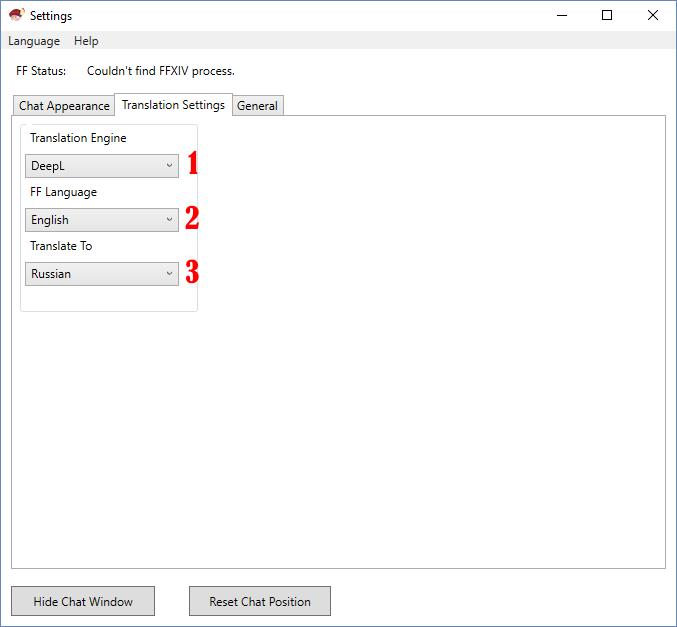 Settings
Language Help
FF Status: Couldn't find FFXIV process.
Chat Appearance Translation Settings General
Translation Engine
DeepL 1
FF Language
English 2
Translate To
Russian 3
Hide Chat Window Reset Chat Position